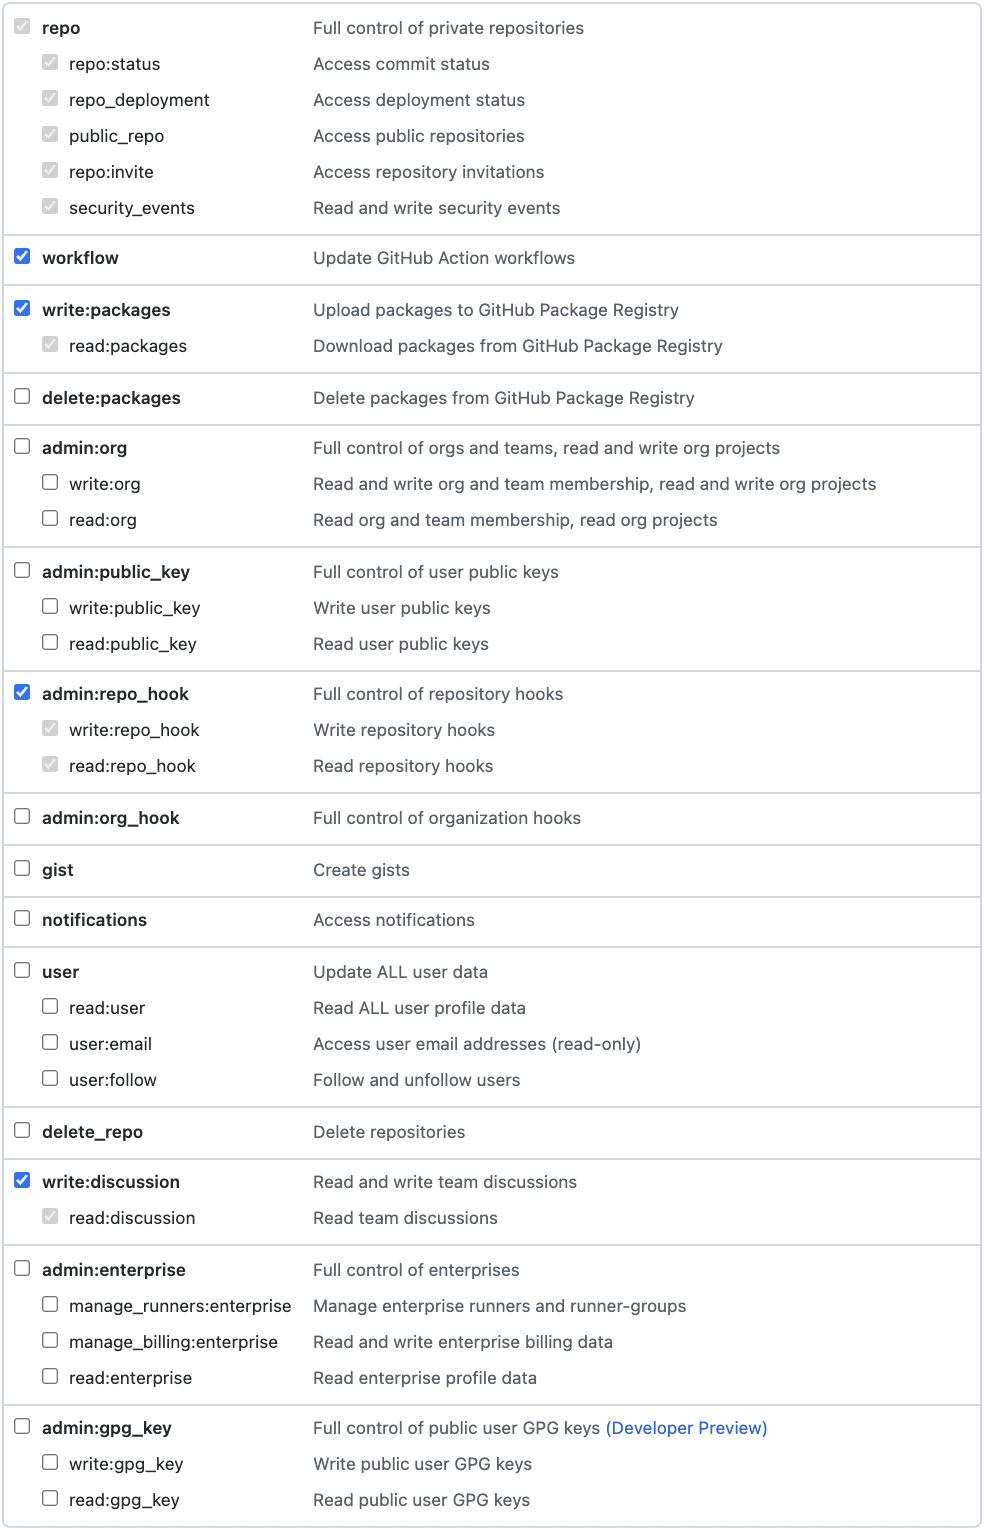 repo Full control of private repositories
repo:status Access commit status
repo_deployment Access deployment status
public_repo Access public repositories
repo:invite Access repository invitations
security_events Read and write security events
workflow Update GitHub Action workflows
write:packages Upload packages to GitHub Package Registry
read:packages Download packages from GitHub Package Registry
delete:packages Delete packages from GitHub Package Registry
admin:org Full control of orgs and teams, read and write org projects
write:org Read and write org and team membership, read and write org projects
read:org Read org and team membership, read org projects
admin:public_key Full control of user public keys
write:public_key Write user public keys
read:public_key Read user public keys
admin:repo_hook Full control of repository hooks
write:repo_hook Write repository hooks
read:repo_hook Read repository hooks
admin:org_hook Full control of organization hooks
gist Create gists
notifications Access notifications
user Update ALL user data
read:user Read ALL user profile data
user:email Access user email addresses (read-only)
user:follow Follow and unfollow users
delete_repo Delete repositories
write:discussion Read and write team discussions
read:discussion Read team discussions
admin:enterprise Full control of enterprises
manage_runners:enterprise Manage enterprise runners and runner-groups
manage_billing:enterprise Read and write enterprise billing data
read:enterprise Read enterprise profile data
admin:gpg_key Full control of public user GPG keys (Developer Preview)
write:gpg_key Write public user GPG keys
read:gpg_key Read public user GPG keys